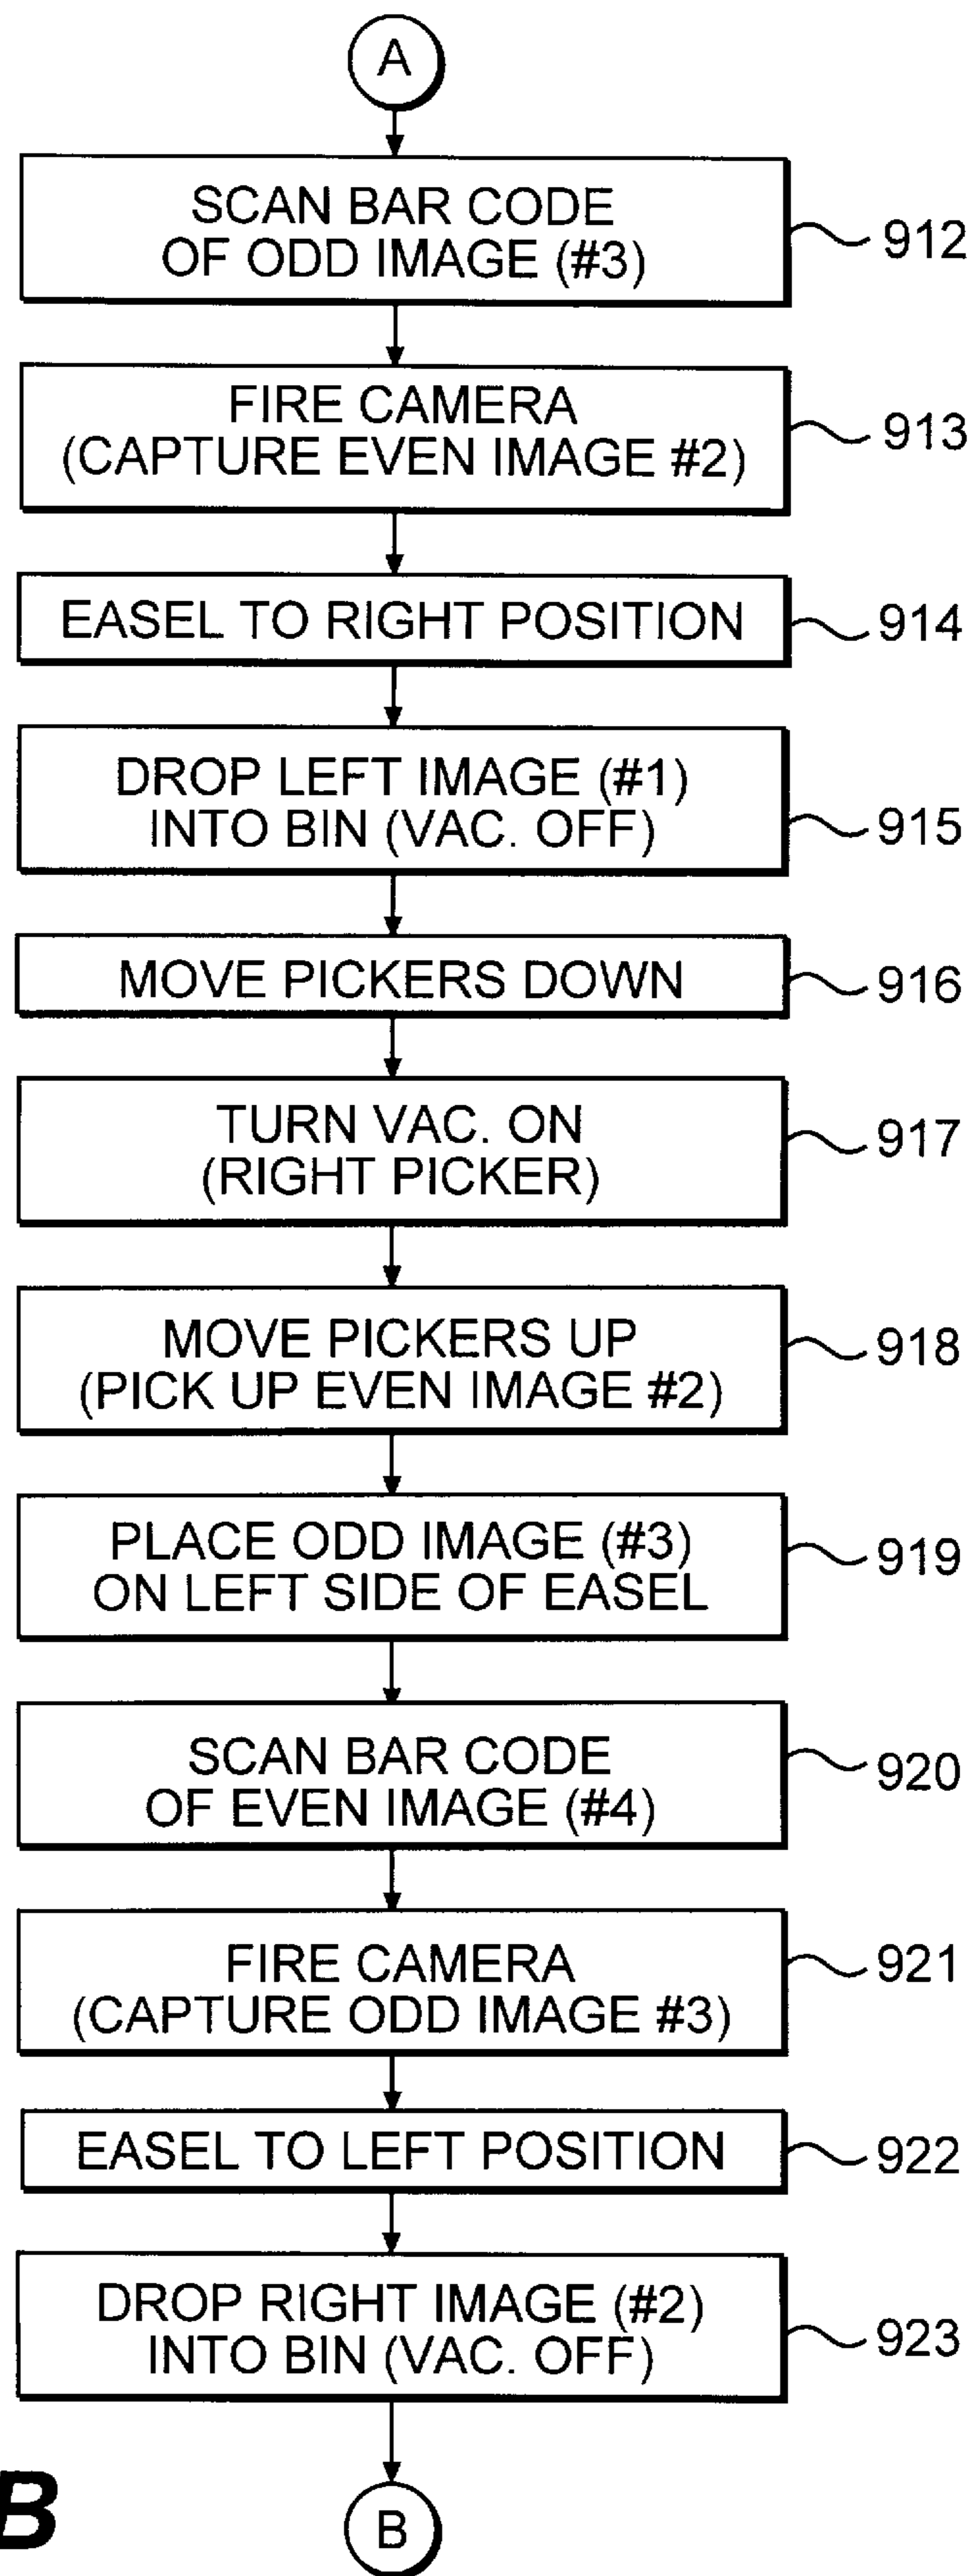 A
SCAN BAR CODE
OF ODD IMAGE (#3)
912
FIRE CAMERA
(CAPTURE EVEN IMAGE #2)
913
EASEL TO RIGHT POSITION
914
DROP LEFT IMAGE (#1)
INTO BIN (VAC. OFF)
915
MOVE PICKERS DOWN
916
TURN VAC. ON
(RIGHT PICKER)
917
MOVE PICKERS UP
(PICK UP EVEN IMAGE #2)
918
PLACE ODD IMAGE (#3)
ON LEFT SIDE OF EASEL
919
SCAN BAR CODE
OF EVEN IMAGE (#4)
920
FIRE CAMERA
(CAPTURE ODD IMAGE #3)
921
EASEL TO LEFT POSITION
922
DROP RIGHT IMAGE (#2)
INTO BIN (VAC. OFF)
923
B
B